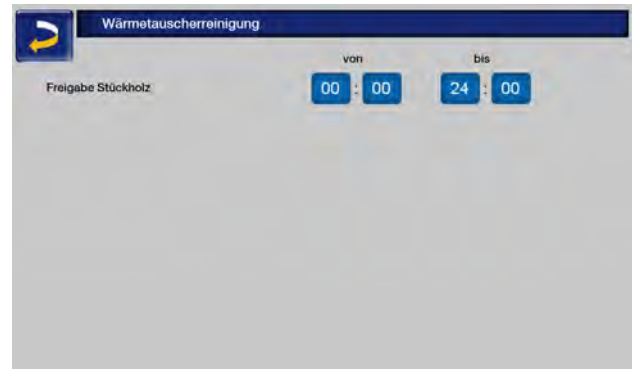 Wärmetauscherreinigung
von bis
Freigabe Stückholz 00 : 00 24 : 00